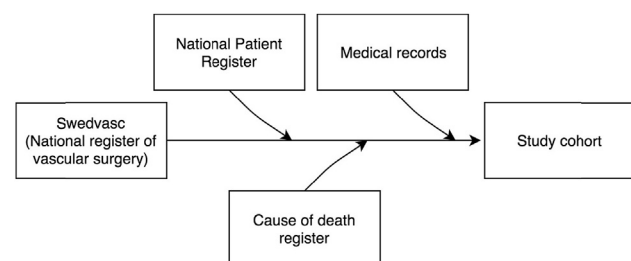 National Patient
Register
Medical records
Swedvasc
(National register of
vascular surgery)
Study cohort
Cause of death
register